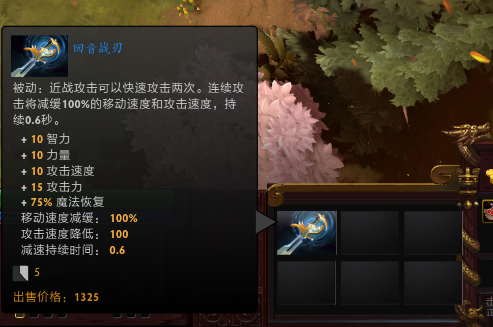 回音战刃
被动：近战攻击可以快速攻击两次。连续攻
击将减缓100%的移动速度和攻击速度，持
续0.6秒。
+ 10 智力
+ 10 力量
+ 10 攻击速度
+ 15 攻击力
+ 75% 魔法恢复
移动速度减缓： 100%
攻击速度降低： 100
减速持续时间： 0.6
5
出售价格：1325